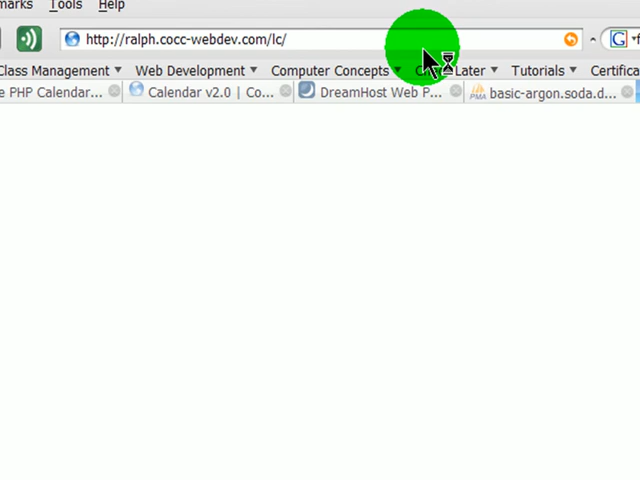 marks Tools Help
http://ralph.cocc-webdev.com/lc/ G
Class Management Web Development Computer Concepts Later Tutorials Certifica
e PHP Calendar... Calendar v2.0 | Co... DreamHost Web P... PMA basic-argon.soda.d...